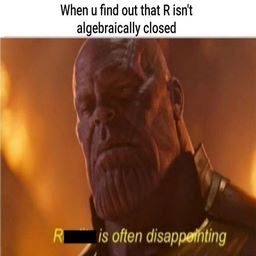 When u find out that R isn't
algebraically closed
R is often disappointing